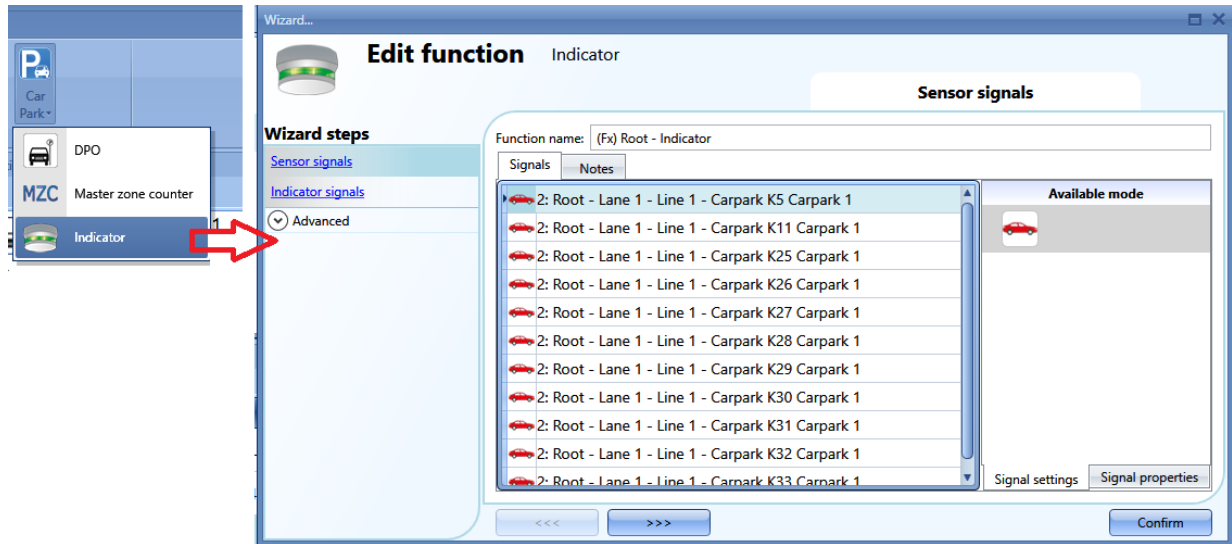 Car
Park
DPO
MZC Master zone counter
Indicator
1
Wizard...
Edit function Indicator
Sensor signals
Wizard steps
Sensor signals
Indicator signals
Advanced
Function name: (Fx) Root - Indicator
Signals Notes
2: Root - Lane 1 - Line 1 - Carpark K5 Carpark 1
2: Root - Lane 1 - Line 1 - Carpark K11 Carpark 1
2: Root - Lane 1 - Line 1 - Carpark K25 Carpark 1
2: Root - Lane 1 - Line 1 - Carpark K26 Carpark 1
2: Root - Lane 1 - Line 1 - Carpark K27 Carpark 1
2: Root - Lane 1 - Line 1 - Carpark K28 Carpark 1
2: Root - Lane 1 - Line 1 - Carpark K29 Carpark 1
2: Root - Lane 1 - Line 1 - Carpark K30 Carpark 1
2: Root - Lane 1 - Line 1 - Carpark K31 Carpark 1
2: Root - Lane 1 - Line 1 - Carpark K32 Carpark 1
2: Root - Lane 1 - Line 1 - Carpark K33 Carpark 1
Available mode
Signal settings Signal properties
<<< >>> Confirm